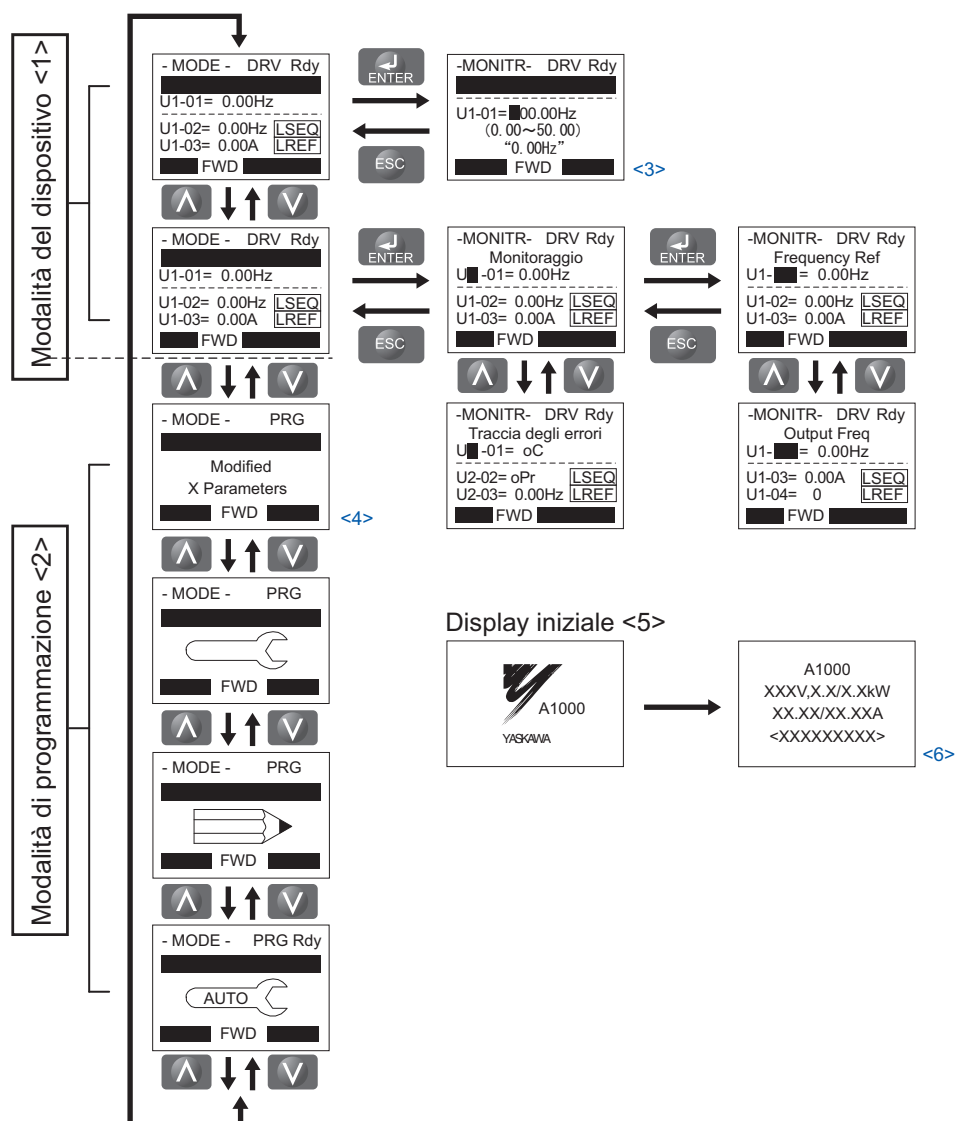 Modalità del dispositivo <1>
- MODE - DRV Rdy
U1-01= 0.00Hz
U1-02= 0.00Hz LSEQ
U1-03= 0.00A LREF
FWD
ENTER
ESC
-MONITR- DRV Rdy
U1-01= 00.00Hz
(0.00~50.00)
“0.00Hz”
FWD
<3>
- MODE - DRV Rdy
U1-01= 0.00Hz
U1-02= 0.00Hz LSEQ
U1-03= 0.00A LREF
FWD
ENTER
ESC
-MONITR- DRV Rdy
Monitoraggio
U -01= 0.00Hz
U1-02= 0.00Hz LSEQ
U1-03= 0.00A LREF
FWD
ENTER
ESC
-MONITR- DRV Rdy
Frequency Ref
U1- = 0.00Hz
U1-02= 0.00Hz LSEQ
U1-03= 0.00A LREF
FWD
-MONITR- DRV Rdy
Traccia degli errori
U -01= oC
U2-02= oPr LSEQ
U2-03= 0.00Hz LREF
FWD
-MONITR- DRV Rdy
Output Freq
U1- = 0.00Hz
U1-03= 0.00A LSEQ
U1-04= 0 LREF
FWD
Modalità di programmazione <2>
- MODE - PRG
Modified
X Parameters
FWD
<4>
- MODE - PRG
FWD
- MODE - PRG
FWD
- MODE - PRG Rdy
AUTO
FWD
Display iniziale <5>
A1000
YASKAWA
A1000
XXXV,X.X/X.XkW
XX.XX/XX.XXA
<XXXXXXXXX>
<6>